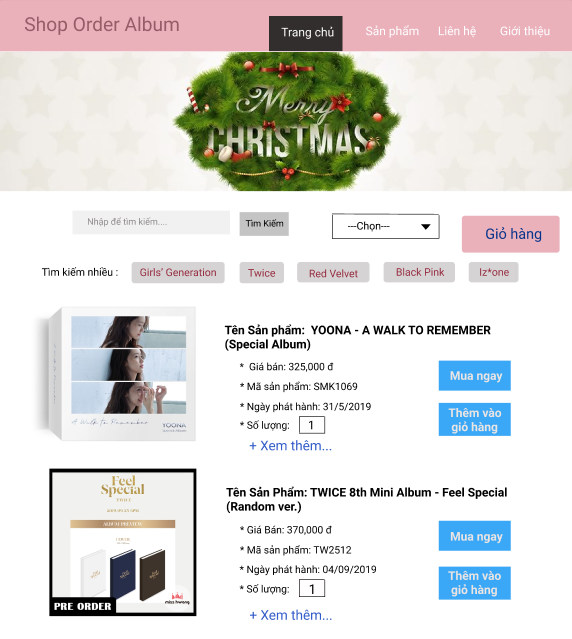 Shop Order Album
Trang chủ
Sản phẩm
Liên hệ
Giới thiệu
Merry
CHRISTMAS
Nhập để tìm kiếm....
Tìm Kiếm
---Chọn---
Giỏ hàng
Tìm kiếm nhiều :
Girls' Generation
Twice
Red Velvet
Black Pink
Iz*one
A Walk to Remember
YOONA
Tên Sản phẩm: YOONA - A WALK TO REMEMBER
(Special Album)
* Giá bán: 325,000 đ
* Mã sản phẩm: SMK1069
* Ngày phát hành: 31/5/2019
* Số lượng: 1
+ Xem thêm...
Mua ngay
Thêm vào
giỏ hàng
Feel
Special
TWICE
ALBUM PREVIEW
PRE ORDER
miss hwang
Tên Sản Phẩm: TWICE 8th Mini Album - Feel Special
(Random ver.)
* Giá Bán: 370,000 đ
* Mã sản phẩm: TW2512
* Ngày phát hành: 04/09/2019
* Số lượng: 1
+ Xem thêm...
Mua ngay
Thêm vào
giỏ hàng